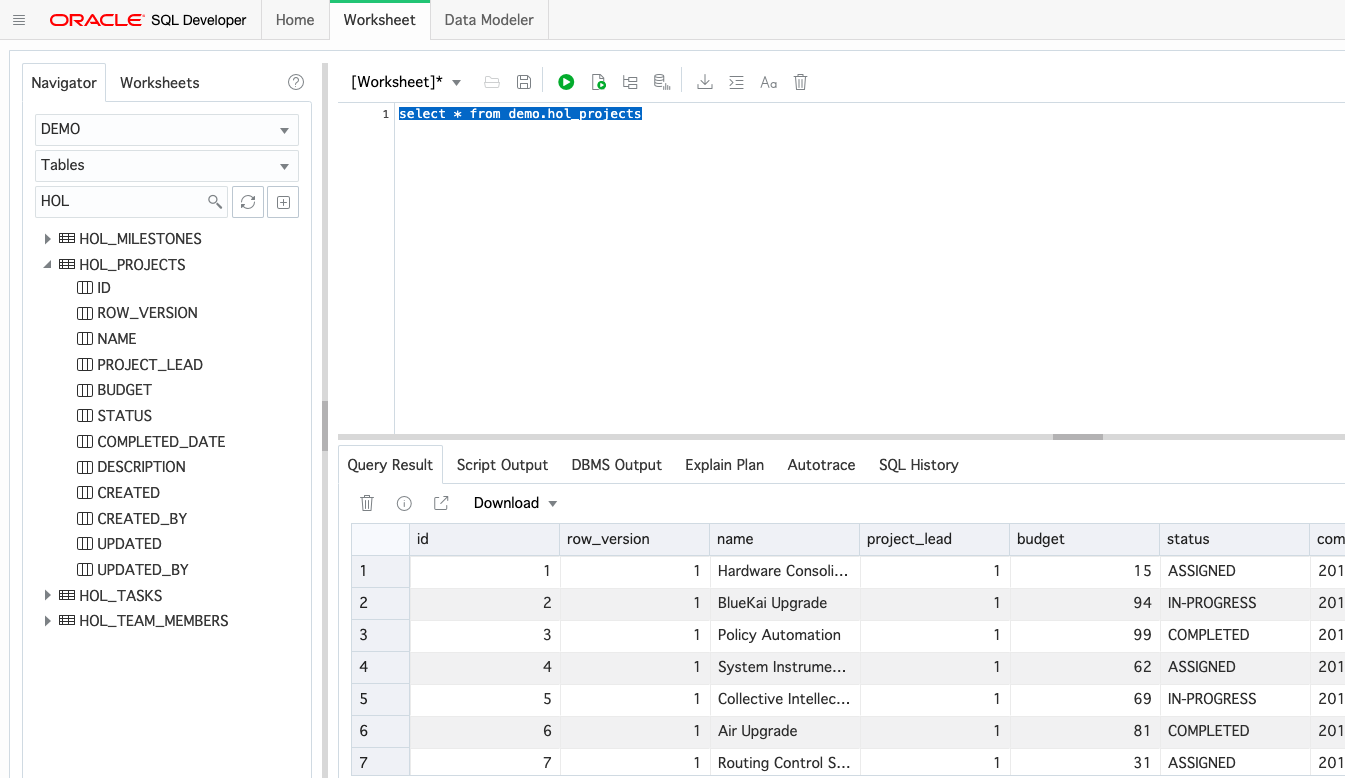 ORACLE SQL Developer Home Worksheet Data Modeler
Navigator Worksheets
DEMO
Tables
HOL
HOL_MILESTONES
HOL_PROJECTS
ID
ROW_VERSION
NAME
PROJECT_LEAD
BUDGET
STATUS
COMPLETED_DATE
DESCRIPTION
CREATED
CREATED_BY
UPDATED
UPDATED_BY
HOL_TASKS
HOL_TEAM_MEMBERS
[Worksheet]* Aa
1 select * from demo.hol_projects
Query Result Script Output DBMS Output Explain Plan Autotrace SQL History
Download
id row_version name project_lead budget status com
1 1 1 Hardware Consoli... 1 15 ASSIGNED 201
2 2 1 BlueKai Upgrade 1 94 IN-PROGRESS 201
3 3 1 Policy Automation 1 99 COMPLETED 201
4 4 1 System Instrume... 1 62 ASSIGNED 201
5 5 1 Collective Intellec... 1 69 IN-PROGRESS 201
6 6 1 Air Upgrade 1 81 COMPLETED 201
7 7 1 Routing Control S... 1 31 ASSIGNED 201